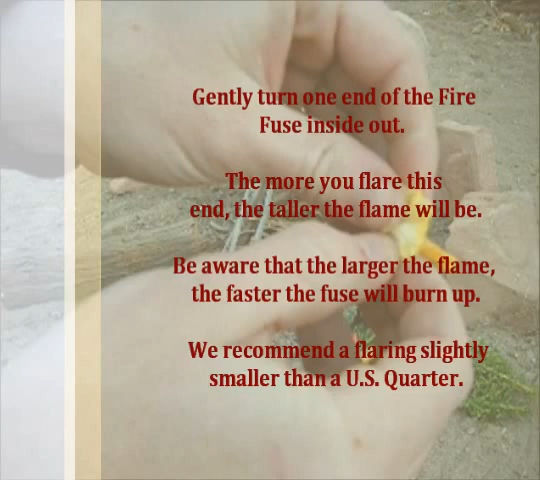 Gently turn one end of the Fire
Fuse inside out.
The more you flare this
end, the taller the flame will be.
Be aware that the larger the flame,
the faster the fuse will burn up.
We recommend a flaring slightly
smaller than a U.S. Quarter.